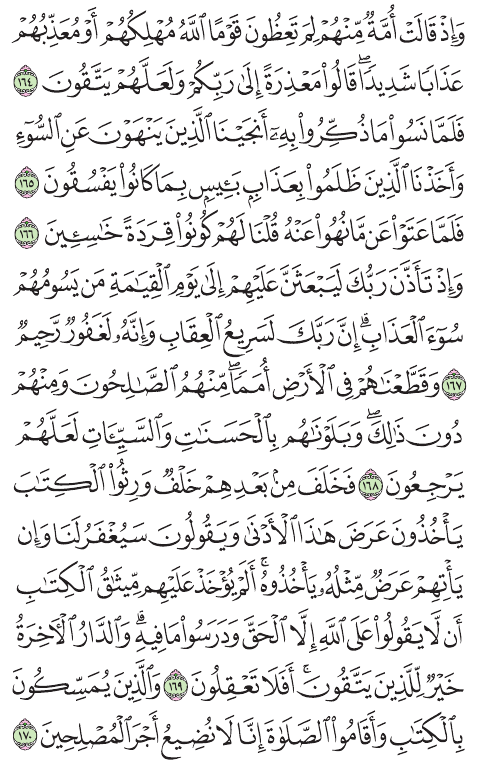 وَإِذۡ قَالَتۡ أُمَّةٞ مِّنۡهُمۡ لِمَ تَعِظُونَ قَوۡمًا ٱللَّهُ مُهۡلِكُهُمۡ أَوۡ مُعَذِّبُهُمۡ
عَذَابٗا شَدِيدٗاۖ قَالُواْ مَعۡذِرَةً إِلَىٰ رَبِّكُمۡ وَلَعَلَّهُمۡ يَتَّقُونَ ١٦٤
فَلَمَّا نَسُواْ مَا ذُكِّرُواْ بِهِۦٓ أَنجَيۡنَا ٱلَّذِينَ يَنۡهَوۡنَ عَنِ ٱلسُّوٓءِ
وَأَخَذۡنَا ٱلَّذِينَ ظَلَمُواْ بِعَذَابِۭ بَـِٔيسِۭ بِمَا كَانُواْ يَفۡسُقُونَ ١٦٥
فَلَمَّا عَتَوۡاْ عَن مَّا نُهُواْ عَنۡهُ قُلۡنَا لَهُمۡ كُونُواْ قِرَدَةً خَٰسِـِٔينَ ١٦٦
وَإِذۡ تَأَذَّنَ رَبُّكَ لَيَبۡعَثَنَّ عَلَيۡهِمۡ إِلَىٰ يَوۡمِ ٱلۡقِيَٰمَةِ مَن يَسُومُهُمۡ
سُوٓءَ ٱلۡعَذَابِۗ إِنَّ رَبَّكَ لَسَرِيعُ ٱلۡعِقَابِ وَإِنَّهُۥ لَغَفُورٞ رَّحِيمٞ
١٦٧ وَقَطَّعۡنَٰهُمۡ فِي ٱلۡأَرۡضِ أُمَمٗاۖ مِّنۡهُمُ ٱلصَّٰلِحُونَ وَمِنۡهُمۡ
دُونَ ذَٰلِكَۖ وَبَلَوۡنَٰهُم بِٱلۡحَسَنَٰتِ وَٱلسَّيِّـَٔاتِ لَعَلَّهُمۡ
يَرۡجِعُونَ ١٦٨ فَخَلَفَ مِنۢ بَعۡدِهِمۡ خَلۡفٞ وَرِثُواْ ٱلۡكِتَٰبَ
يَأۡخُذُونَ عَرَضَ هَٰذَا ٱلۡأَدۡنَىٰ وَيَقُولُونَ سَيُغۡفَرُ لَنَا وَإِن
يَأۡتِهِمۡ عَرَضٞ مِّثۡلُهُۥ يَأۡخُذُوهُۚ أَلَمۡ يُؤۡخَذۡ عَلَيۡهِم مِّيثَٰقُ ٱلۡكِتَٰبِ
أَن لَّا يَقُولُواْ عَلَى ٱللَّهِ إِلَّا ٱلۡحَقَّ وَدَرَسُواْ مَا فِيهِۗ وَٱلدَّارُ ٱلۡأٓخِرَةُ
خَيۡرٞ لِّلَّذِينَ يَتَّقُونَۚ أَفَلَا تَعۡقِلُونَ ١٦٩ وَٱلَّذِينَ يُمَسِّكُونَ
بِٱلۡكِتَٰبِ وَأَقَامُواْ ٱلصَّلَوٰةَ إِنَّا لَا نُضِيعُ أَجۡرَ ٱلۡمُصۡلِحِينَ ١٧٠